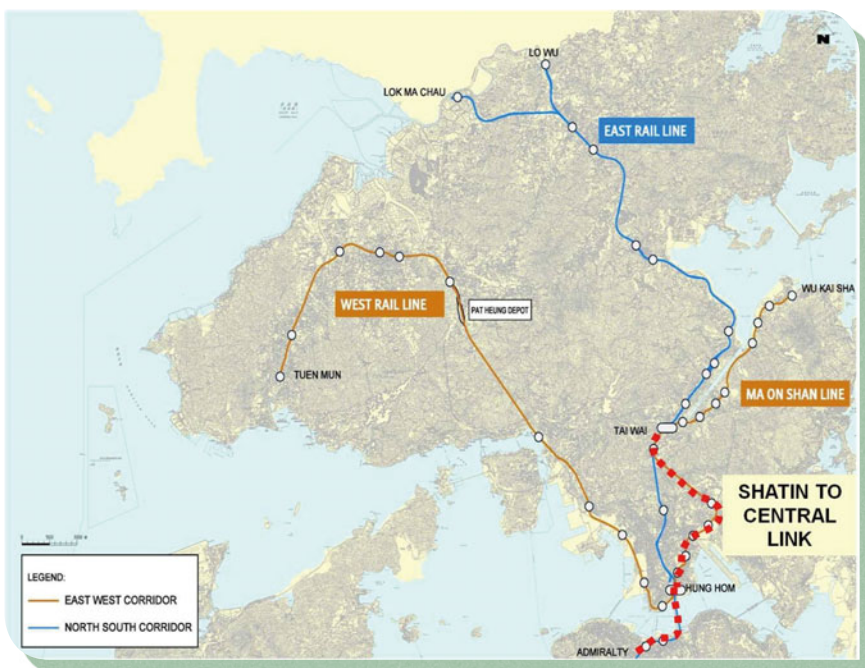 N
LO WU
LOK MA CHAU
EAST RAIL LINE
WU KAI SHA
WEST RAIL LINE
PAT HEUNG DEPOT
TUEN MUN
MA ON SHAN LINE
TAI WAI
SHATIN TO
CENTRAL
LINK
LEGEND:
EAST WEST CORRIDOR
NORTH SOUTH CORRIDOR
HUNG HOM
ADMIRALTY